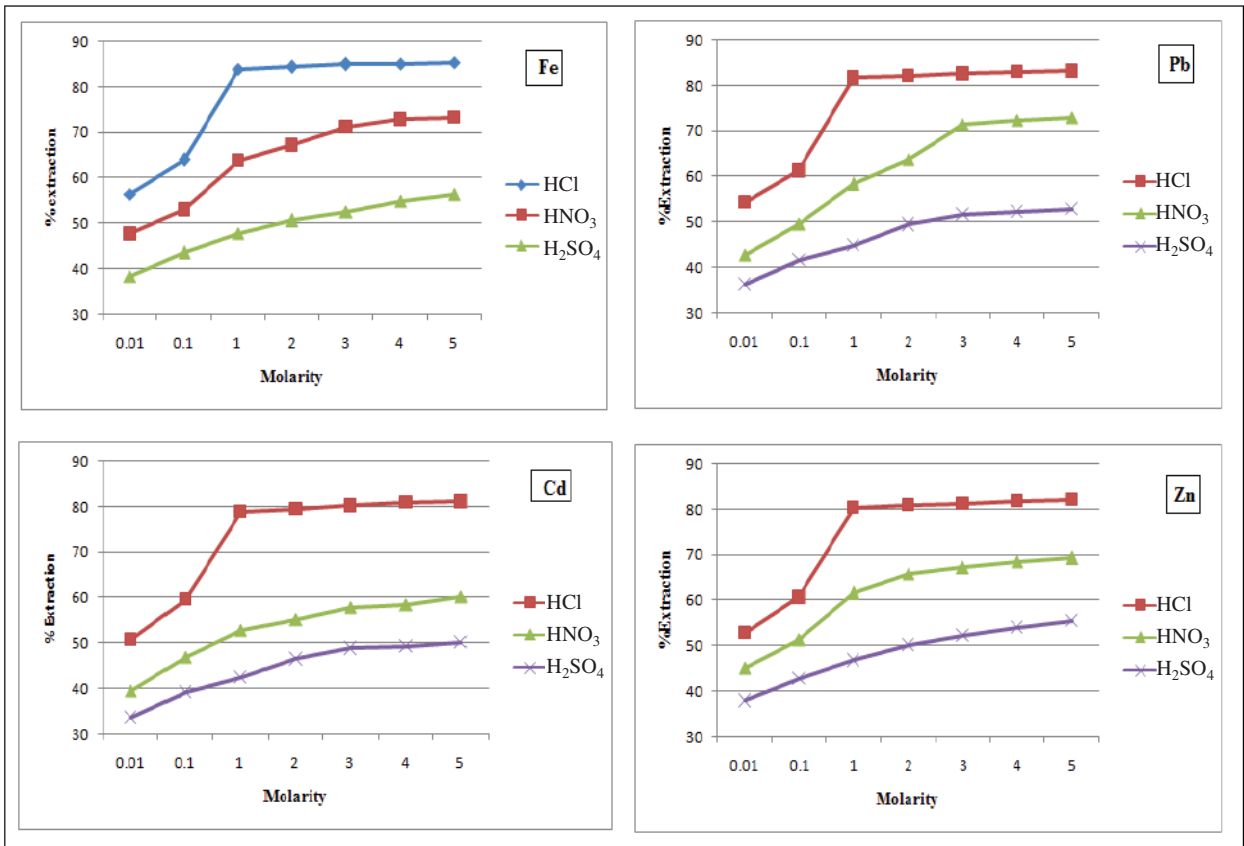 Fe
90
80
70
60
50
40
30
%extraction
0.01 0.1 1 2 3 4 5
Molarity
HCl
HNO₃
H₂SO₄
Pb
90
80
70
60
50
40
30
%Extraction
0.01 0.1 1 2 3 4 5
Molarity
HCl
HNO₃
H₂SO₄
Cd
90
80
70
60
50
40
30
% Extraction
0.01 0.1 1 2 3 4 5
Molarity
HCl
HNO₃
H₂SO₄
Zn
90
80
70
60
50
40
30
%Extraction
0.01 0.1 1 2 3 4 5
Molarity
HCl
HNO₃
H₂SO₄